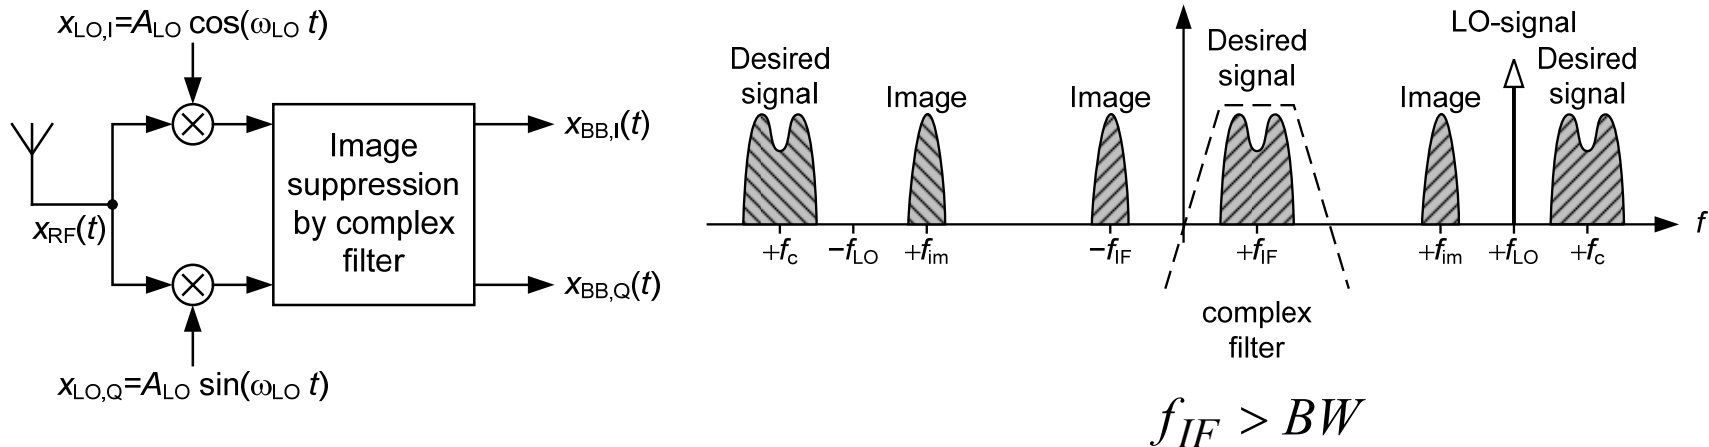 x_LO,I=A_LO cos(ω_LO t)
x_RF(t)
Image
suppression
by complex
filter
x_BB,I(t)
x_BB,Q(t)
x_LO,Q=A_LO sin(ω_LO t)
Desired
signal
Image
Image
Desired
signal
Image
LO-signal
Desired
signal
+f_c
−f_LO
+f_im
−f_IF
+f_IF
+f_im
+f_LO
+f_c
f
complex
filter
f_IF > BW